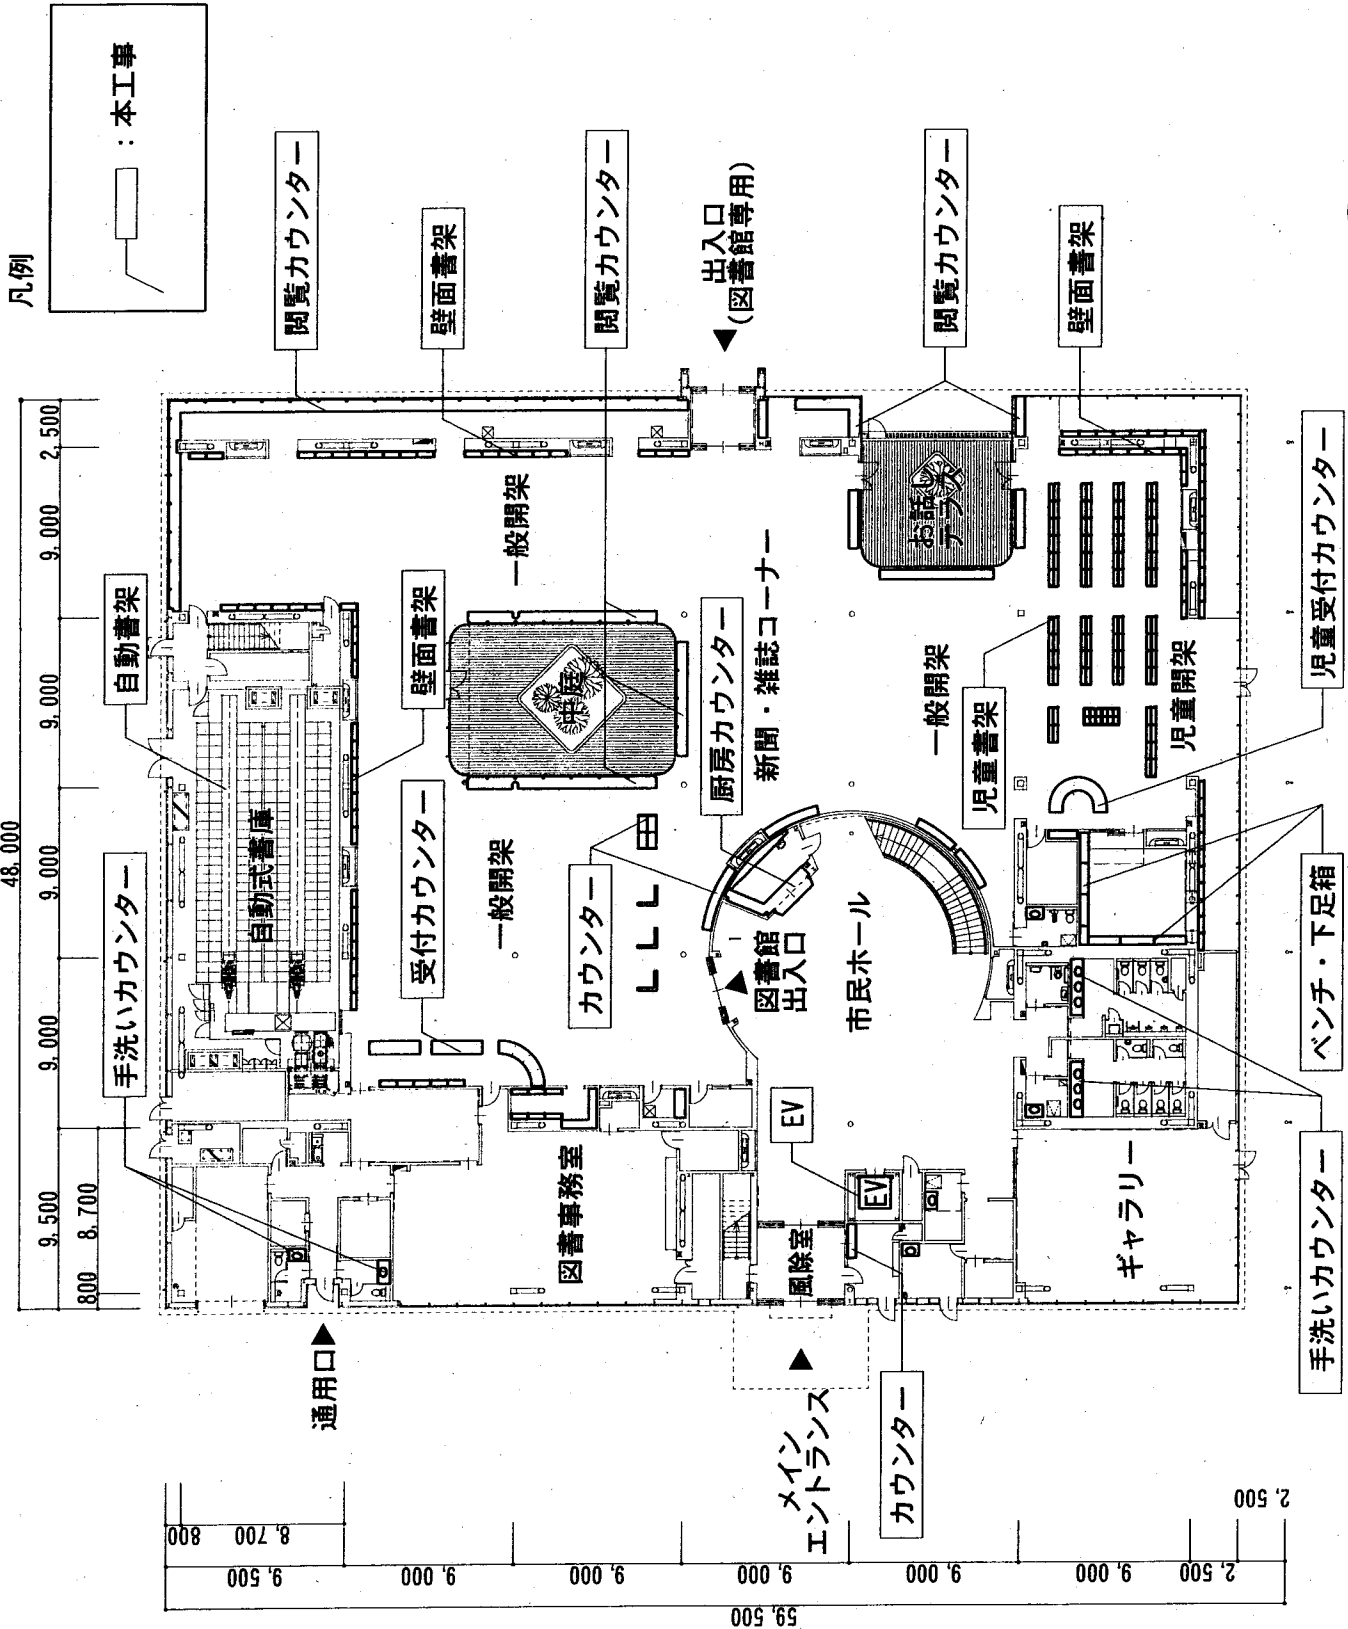 凡例
：本工事
閲覧カウンター
壁面書架
閲覧カウンター
出入口
(図書館専用)
閲覧カウンター
壁面書架
48,000
2,500
9,000
9,000
9,000
9,000
9,500
8,700
800
自動書架
壁面書架
手洗いカウンター
自動式書庫
受付カウンター
一般開架
一般開架
中庭
カウンター
厨房カウンター
新聞・雑誌コーナー
お話し
テラス
一般開架
児童書架
児童開架
児童受付カウンター
ベンチ・下足箱
手洗いカウンター
図書館
出入口
市民ホール
EV
EV
図書事務室
風除室
ギャラリー
通用口
メイン
エントランス
カウンター
800
8,700
9,500
9,000
9,000
9,000
9,000
9,000
2,500
2,500
59,500